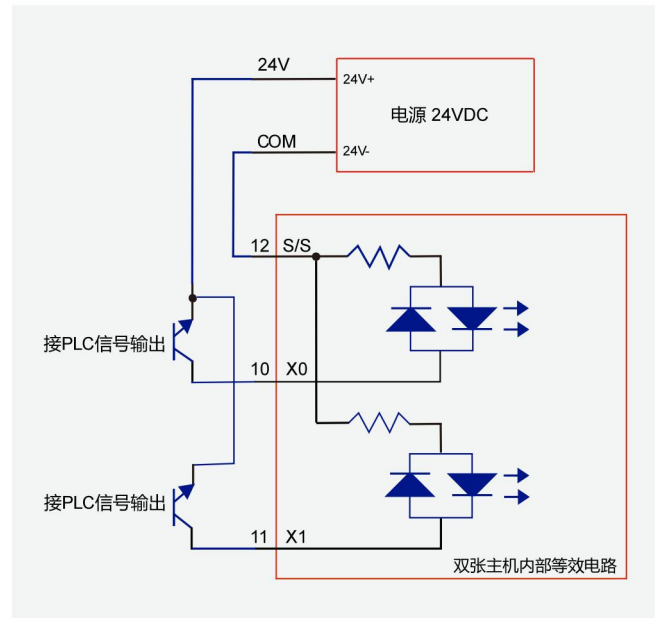 24V
24V+
电源 24VDC
COM
24V-
12 S/S
接PLC信号输出
10 X0
接PLC信号输出
11 X1
双张主机内部等效电路